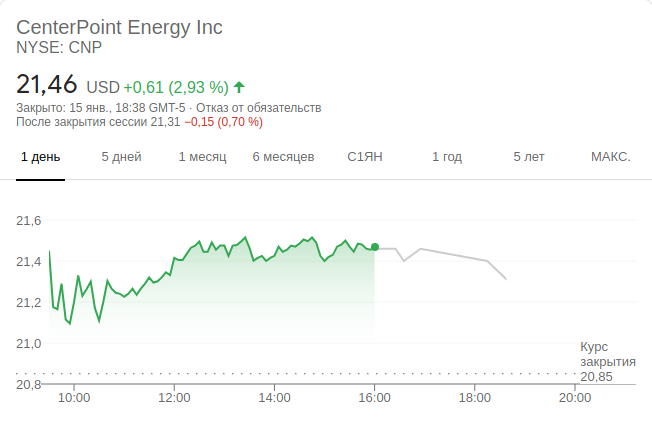 CenterPoint Energy Inc
NYSE: CNP
21,46 USD +0,61 (2,93 %)
Закрыто: 15 янв., 18:38 GMT-5 · Отказ от обязательств
После закрытия сессии 21,31 −0,15 (0,70 %)
1 день 5 дней 1 месяц 6 месяцев С1ЯН 1 год 5 лет МАКС.
21,6
21,4
21,2
21,0
Курс
закрытия
20,85
20,8
10:00 12:00 14:00 16:00 18:00 20:00